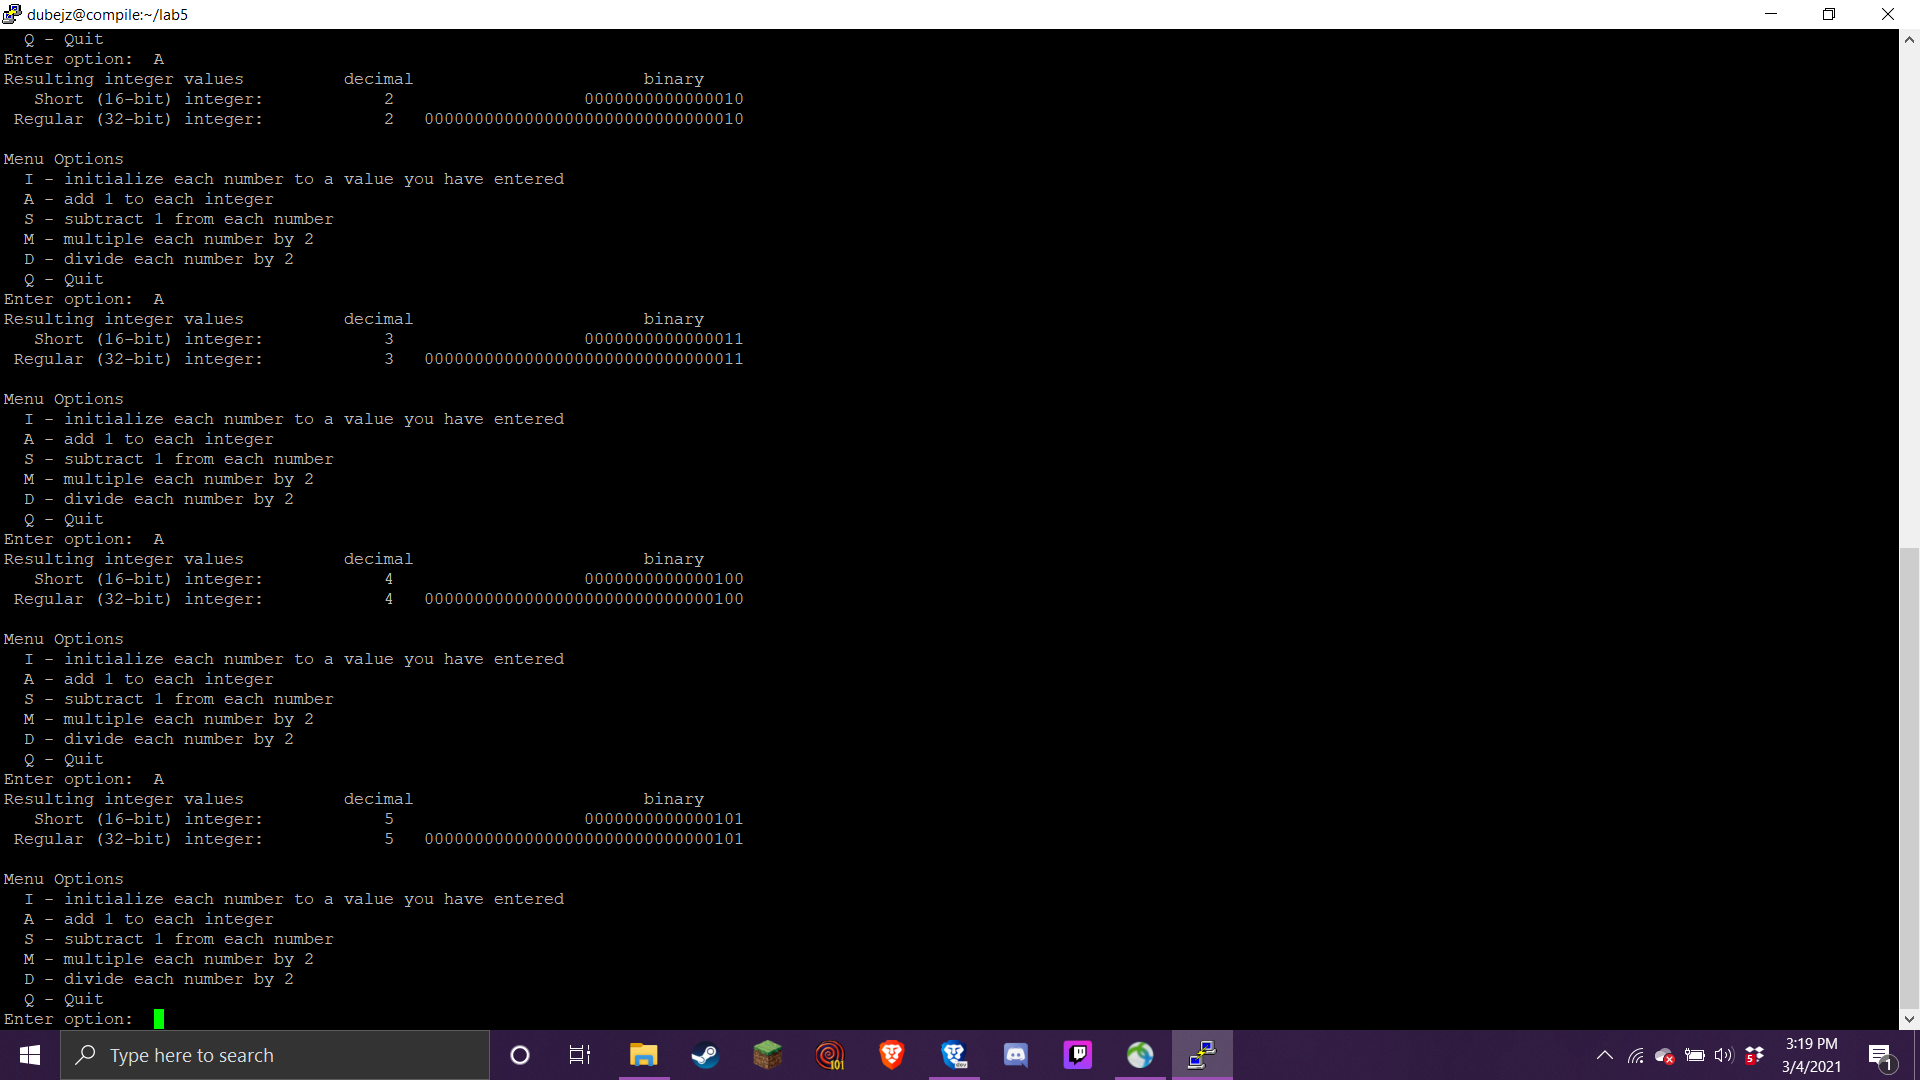 dubejz@compile:~/lab5
  Q - Quit
Enter option:  A
Resulting integer values          decimal                       binary
   Short (16-bit) integer:            2                   0000000000000010
 Regular (32-bit) integer:            2   00000000000000000000000000000010

Menu Options
  I - initialize each number to a value you have entered
  A - add 1 to each integer
  S - subtract 1 from each number
  M - multiple each number by 2
  D - divide each number by 2
  Q - Quit
Enter option:  A
Resulting integer values          decimal                       binary
   Short (16-bit) integer:            3                   0000000000000011
 Regular (32-bit) integer:            3   00000000000000000000000000000011

Menu Options
  I - initialize each number to a value you have entered
  A - add 1 to each integer
  S - subtract 1 from each number
  M - multiple each number by 2
  D - divide each number by 2
  Q - Quit
Enter option:  A
Resulting integer values          decimal                       binary
   Short (16-bit) integer:            4                   0000000000000100
 Regular (32-bit) integer:            4   00000000000000000000000000000100

Menu Options
  I - initialize each number to a value you have entered
  A - add 1 to each integer
  S - subtract 1 from each number
  M - multiple each number by 2
  D - divide each number by 2
  Q - Quit
Enter option:  A
Resulting integer values          decimal                       binary
   Short (16-bit) integer:            5                   0000000000000101
 Regular (32-bit) integer:            5   00000000000000000000000000000101

Menu Options
  I - initialize each number to a value you have entered
  A - add 1 to each integer
  S - subtract 1 from each number
  M - multiple each number by 2
  D - divide each number by 2
  Q - Quit
Enter option:
Type here to search
101
dev
5
3:19 PM
3/4/2021
1